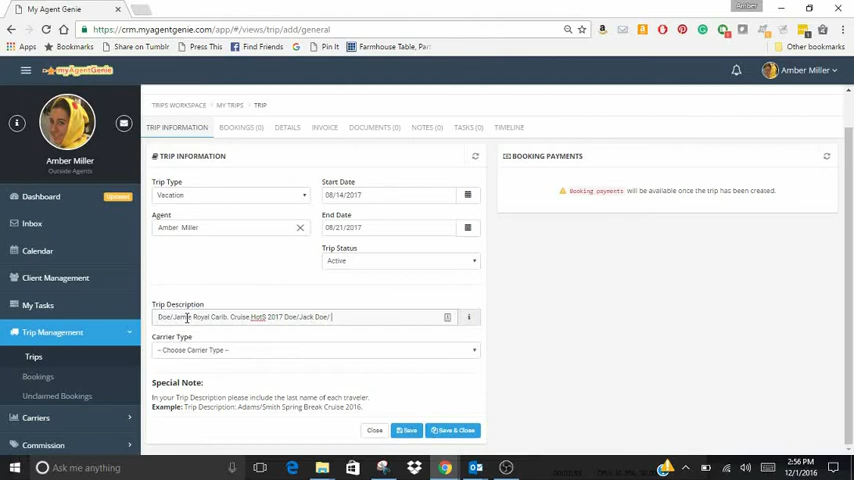 Amber
myAgentGenie
https://crm.myagentgenie.com/app/#/views/trip/add/general
Apps
Bookmarks
Share on Tumblr
Press This
Find Friends
Pin It
Farmhouse Table, Par
Other bookmarks
myAgentGenie
Amber Miller
TRIPS WORKSPACE
MY TRIPS
TRIP
TRIP INFORMATION
BOOKINGS (0)
DETAILS
INVOICE
DOCUMENTS (0)
NOTES (0)
TASKS (0)
TIMELINE
Amber Miller
Outside Agents
Dashboard
Updated
Inbox
Calendar
Client Management
My Tasks
Trip Management
Trips
Bookings
Unclaimed Bookings
Carriers
Commission
TRIP INFORMATION
Trip Type
Vacation
Start Date
08/14/2017
Agent
Amber Miller
End Date
08/21/2017
Trip Status
Active
Trip Description
Doe/Jamie Royal Carib. Cruise HotS 2017 Doe/Jack Doe/
Carrier Type
-- Choose Carrier Type --
Special Note:
In your Trip Description please include the last name of each traveler.
Example: Trip Description: Adams/Smith Spring Break Cruise 2016.
Close
Save
Save & Close
BOOKING PAYMENTS
Booking payments will be available once the trip has been created.
Ask me anything
2:56 PM
12/1/2016